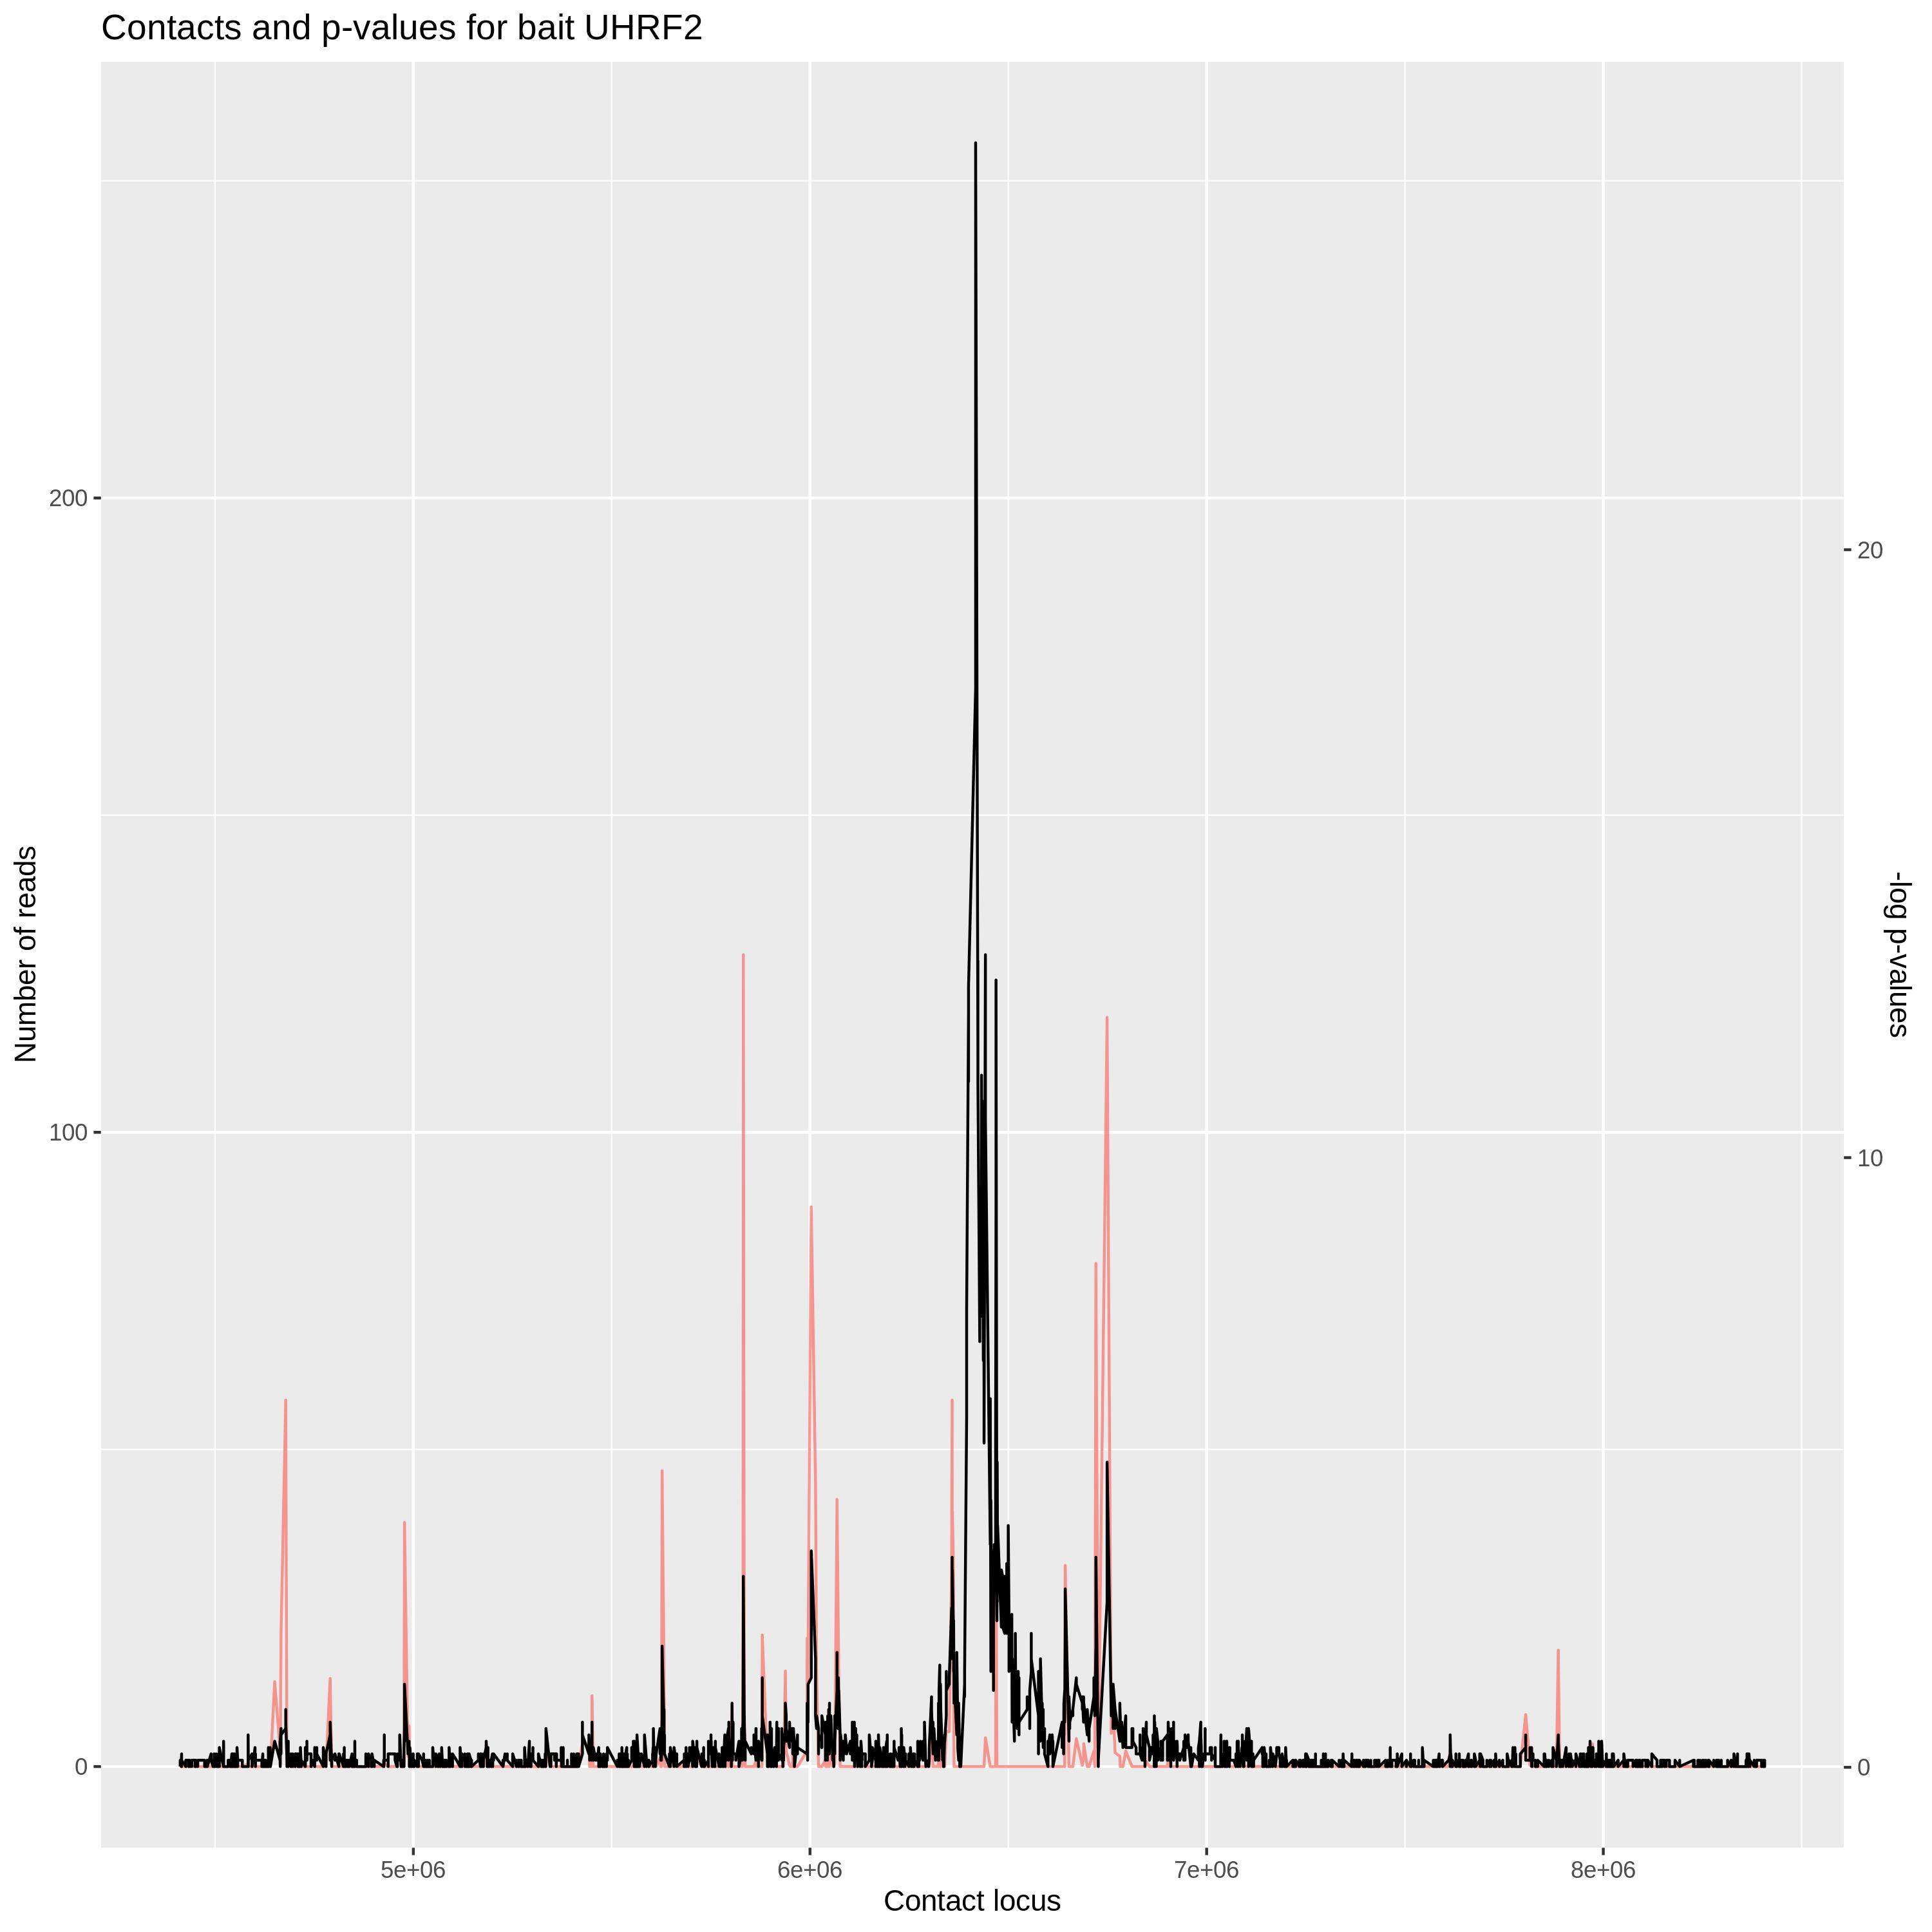 Contacts and p-values for bait UHRF2
200
100
0
Number of reads
20
10
0
-log p-values
5e+06
6e+06
7e+06
8e+06
Contact locus